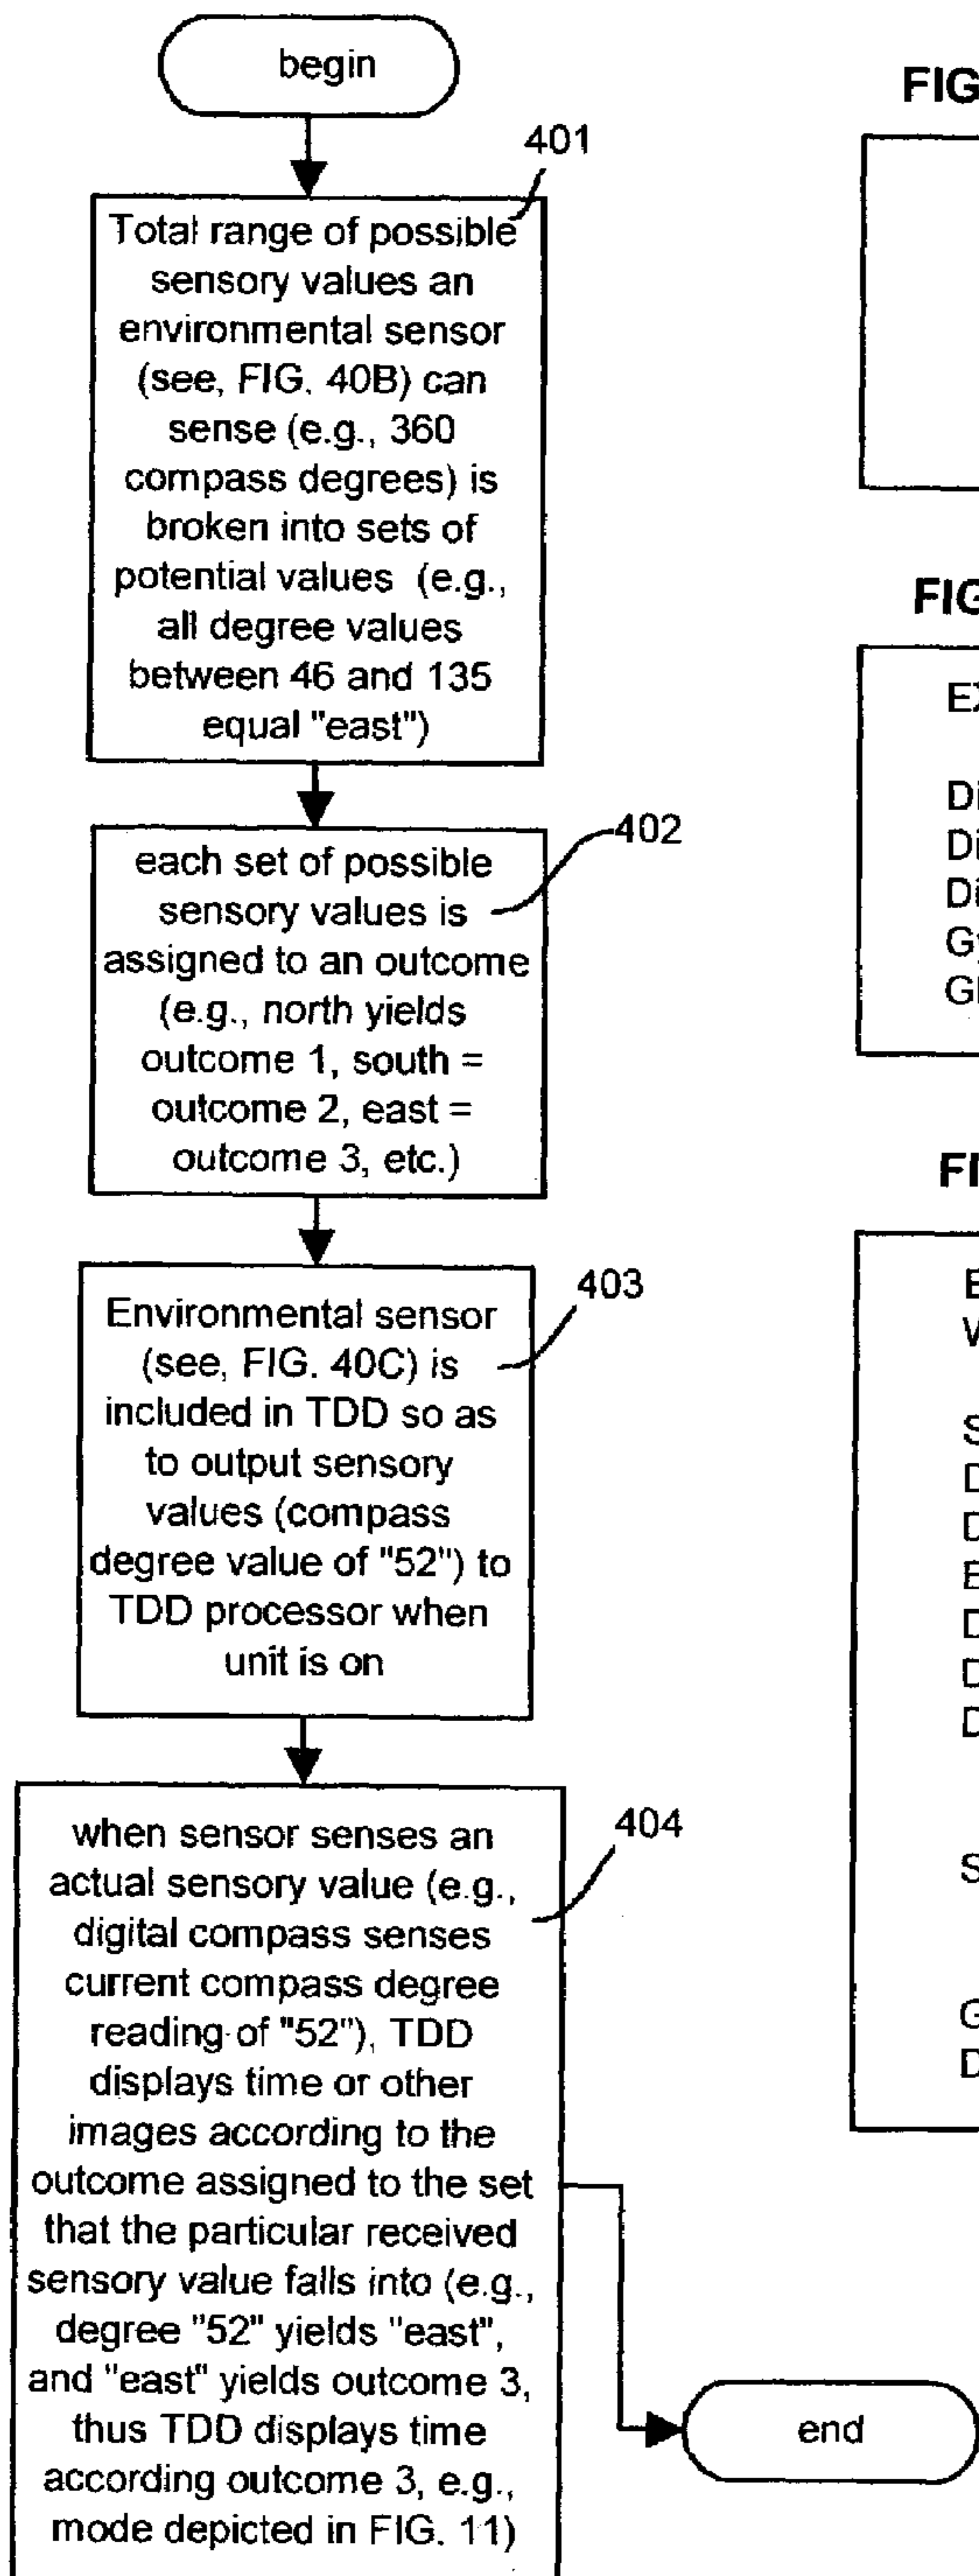 begin
401
Total range of possible
sensory values an
environmental sensor
(see, FIG. 40B) can
sense (e.g., 360
compass degrees) is
broken into sets of
potential values (e.g.,
all degree values
between 46 and 135
equal "east")
402
each set of possible
sensory values is
assigned to an outcome
(e.g., north yields
outcome 1, south =
outcome 2, east =
outcome 3, etc.)
403
Environmental sensor
(see, FIG. 40C) is
included in TDD so as
to output sensory
values (compass
degree value of "52") to
TDD processor when
unit is on
404
when sensor senses an
actual sensory value (e.g.,
digital compass senses
current compass degree
reading of "52"), TDD
displays time or other
images according to the
outcome assigned to the set
that the particular received
sensory value falls into (e.g.,
degree "52" yields "east",
and "east" yields outcome 3,
thus TDD displays time
according outcome 3, e.g.,
mode depicted in FIG. 11)
end
FIG
FIG